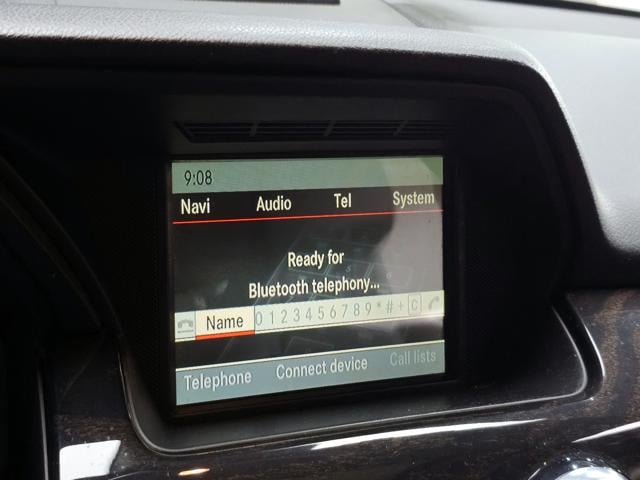 9:08
Navi Audio Tel System
Ready for
Bluetooth telephony...
Name 0 1 2 3 4 5 6 7 8 9 * # + C
Telephone Connect device Call lists